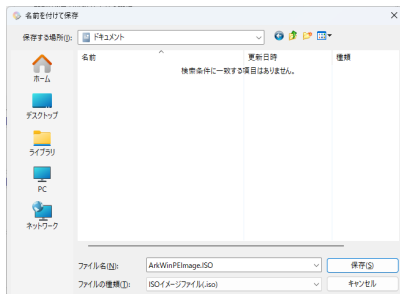 名前を付けて保存
保存する場所(I):
ドキュメント
名前
更新日時
種類
検索条件に一致する項目はありません。
ホーム
デスクトップ
ライブラリ
PC
ネットワーク
ファイル名(N):
ArkWinPEImage.ISO
保存(S)
ファイルの種類(T):
ISOイメージファイル(.iso)
キャンセル